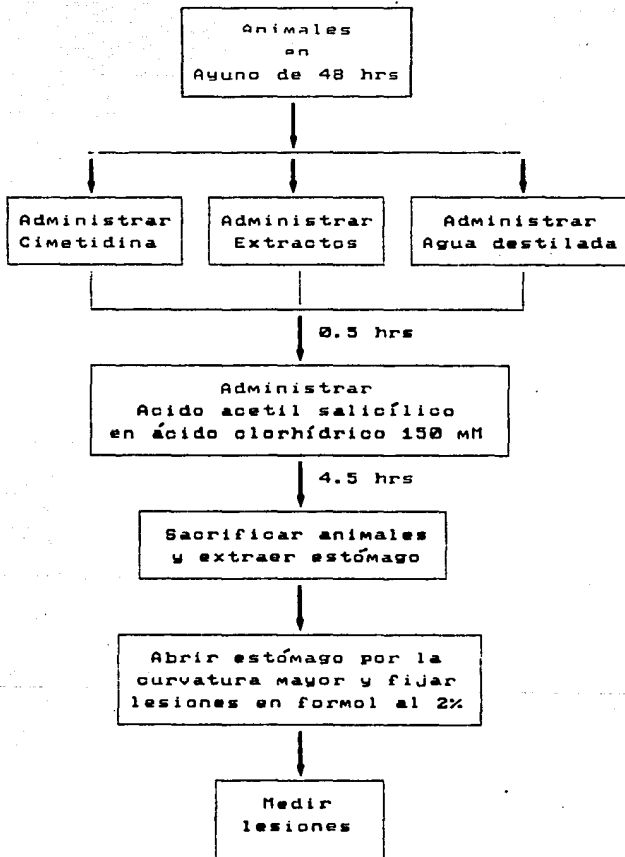 Animales
en
Ayuno de 48 hrs
Administrar
Cimetidina
Administrar
Extractos
Administrar
Agua destilada
0.5 hrs
Administrar
Acido acetil salicílico
en ácido clorhídrico 150 mM
4.5 hrs
Sacrificar animales
y extraer estómago
Abrir estómago por la
curvatura mayor y fijar
lesiones en formol al 2%
Medir
lesiones